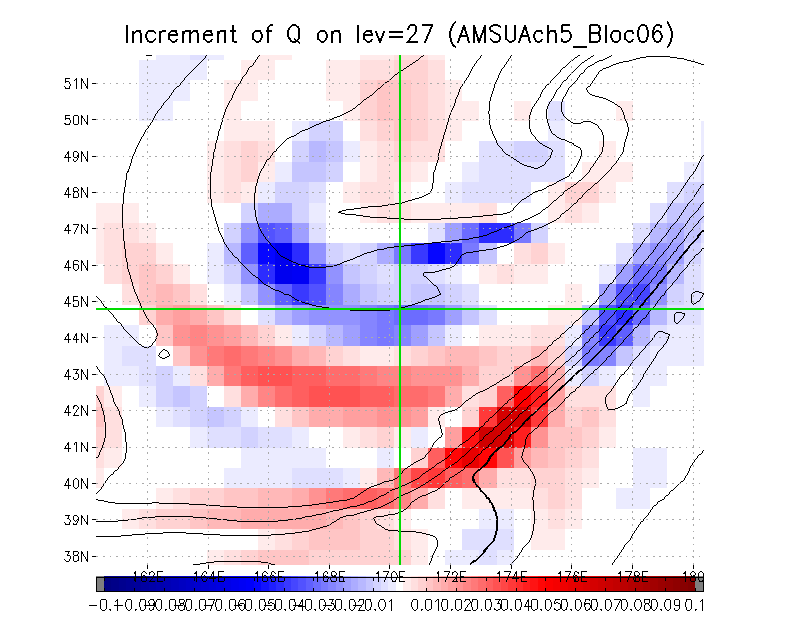 Increment of Q on lev=27 (AMSUAch5_Bloc06)
51N
50N
49N
48N
47N
46N
45N
44N
43N
42N
41N
40N
39N
38N
162E 164E 166E 168E 170E 172E 174E 176E 178E 180
-0.1 -0.09 -0.08 -0.07 -0.06 -0.05 -0.04 -0.03 -0.02 -0.01 0.01 0.02 0.03 0.04 0.05 0.06 0.07 0.08 0.09 0.1